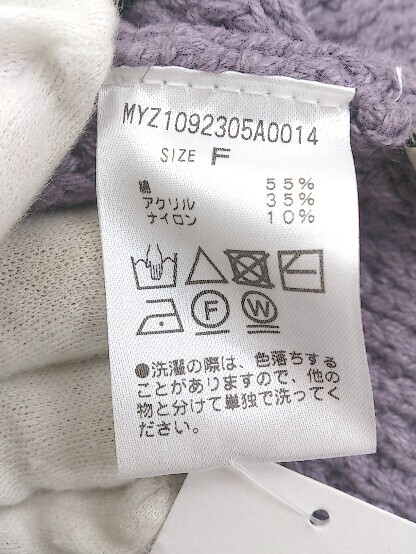 MYZ1092305A0014
SIZE F
綿 55%
アクリル 35%
ナイロン 10%
F W
●洗濯の際は、色落ちする
ことがありますので、他の
物と分けて単独で洗ってく
ださい。